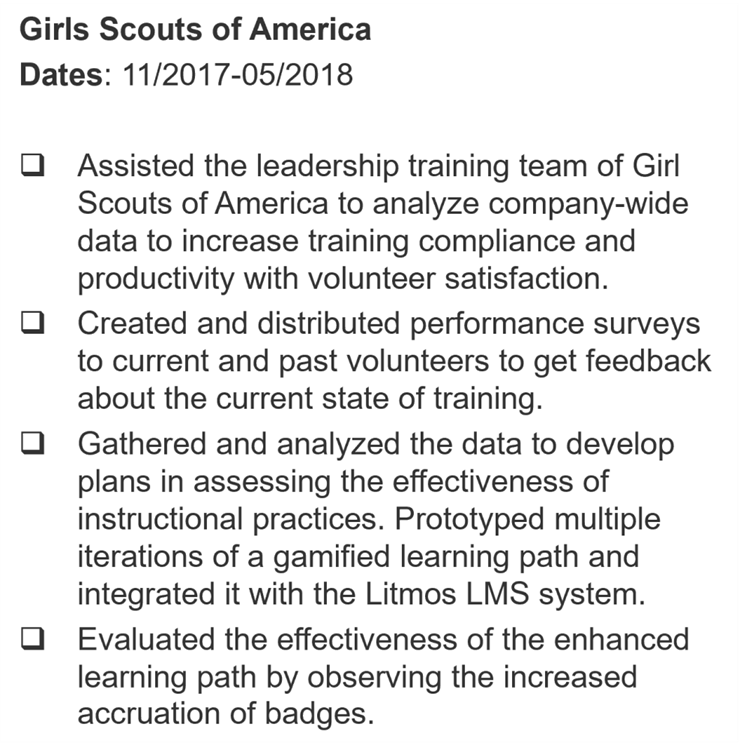 Girls Scouts of America
Dates: 11/2017-05/2018
❏ Assisted the leadership training team of Girl
Scouts of America to analyze company-wide
data to increase training compliance and
productivity with volunteer satisfaction.
❏ Created and distributed performance surveys
to current and past volunteers to get feedback
about the current state of training.
❏ Gathered and analyzed the data to develop
plans in assessing the effectiveness of
instructional practices. Prototyped multiple
iterations of a gamified learning path and
integrated it with the Litmos LMS system.
❏ Evaluated the effectiveness of the enhanced
learning path by observing the increased
accruation of badges.